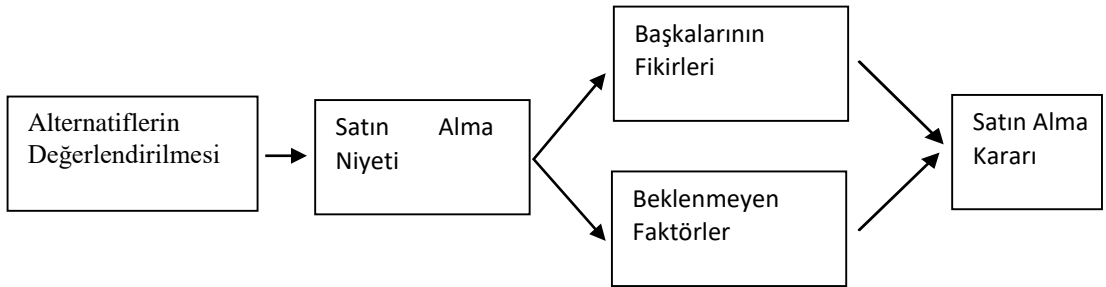 Alternatiflerin
Değerlendirilmesi
Satın Alma
Niyeti
Başkalarının
Fikirleri
Beklenmeyen
Faktörler
Satın Alma
Kararı